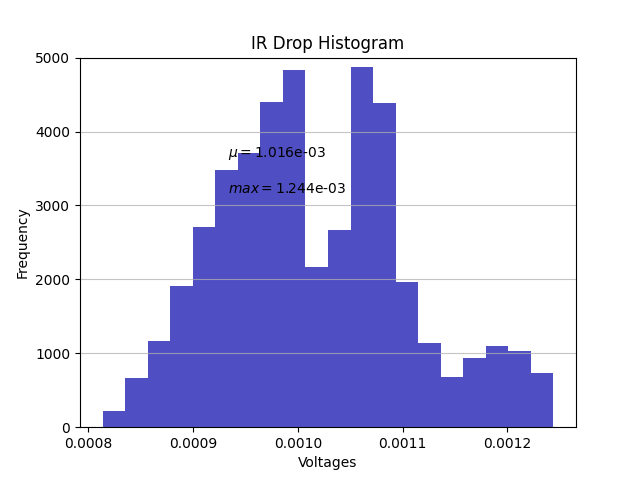 IR Drop Histogram
5000
4000
3000
2000
1000
0
Frequency
μ = 1.016e-03
max = 1.244e-03
0.0008 0.0009 0.0010 0.0011 0.0012
Voltages